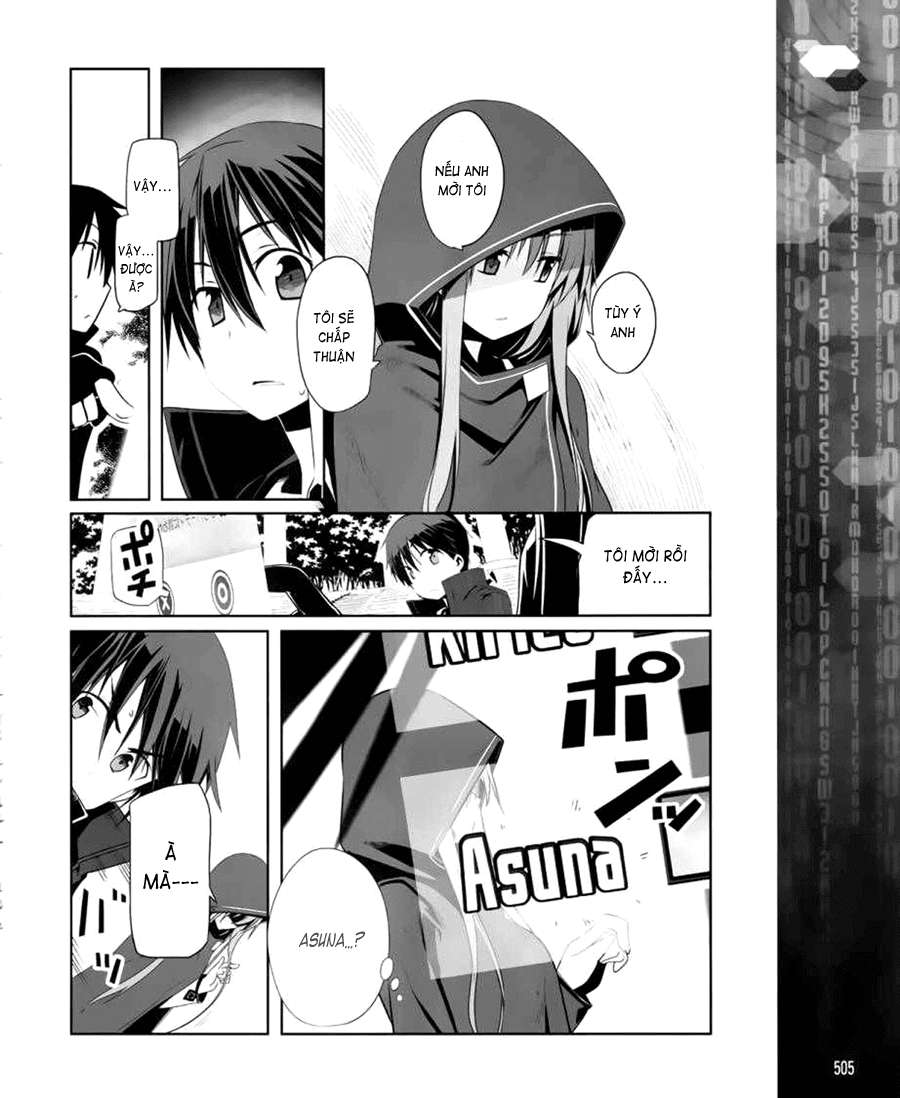 NẾU ANH
MỜI TÔI
TÙY Ý
ANH
TÔI SẼ
CHẤP
THUẬN
VẬY...
VẬY...
ĐƯỢC
À?
TÔI MỜI RỒI
ĐẤY...
ポチ
ポンッ
Asuna
ASUNA...?
À
MÀ---
バッ
505